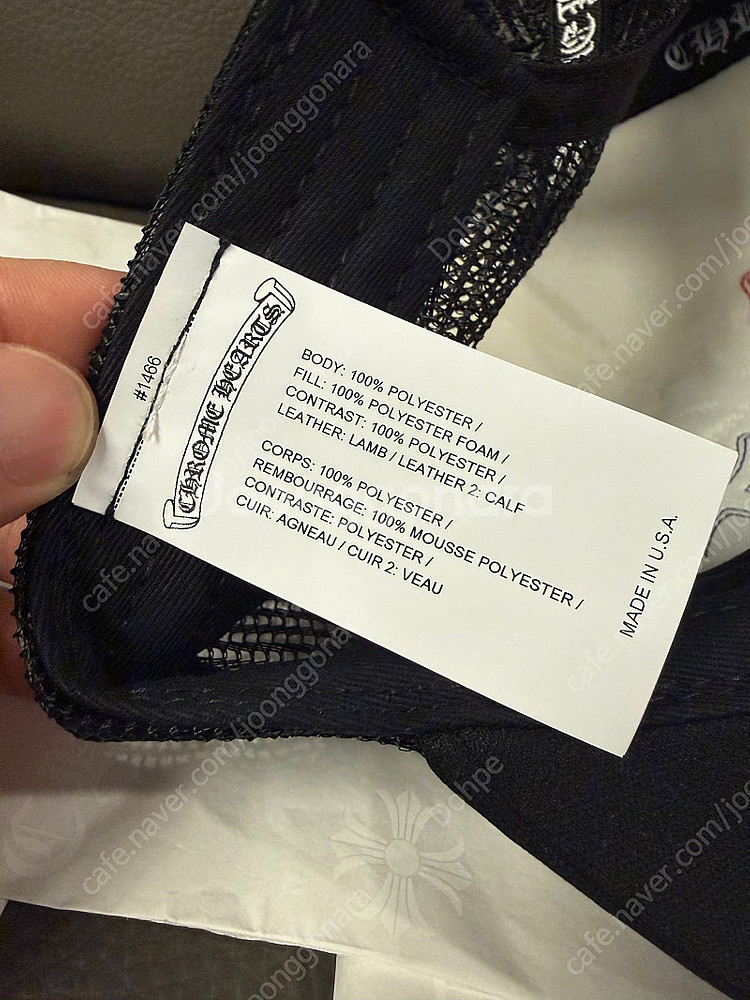 #1466
CHROME HEARTS
BODY: 100% POLYESTER /
FILL: 100% POLYESTER FOAM /
CONTRAST: 100% POLYESTER /
LEATHER: LAMB / LEATHER 2: CALF
CORPS: 100% POLYESTER /
REMBOURRAGE: 100% MOUSSE POLYESTER /
CONTRASTE: POLYESTER /
CUIR: AGNEAU / CUIR 2: VEAU
MADE IN U.S.A.
cafe.naver.com/joonggonara
Dohpe